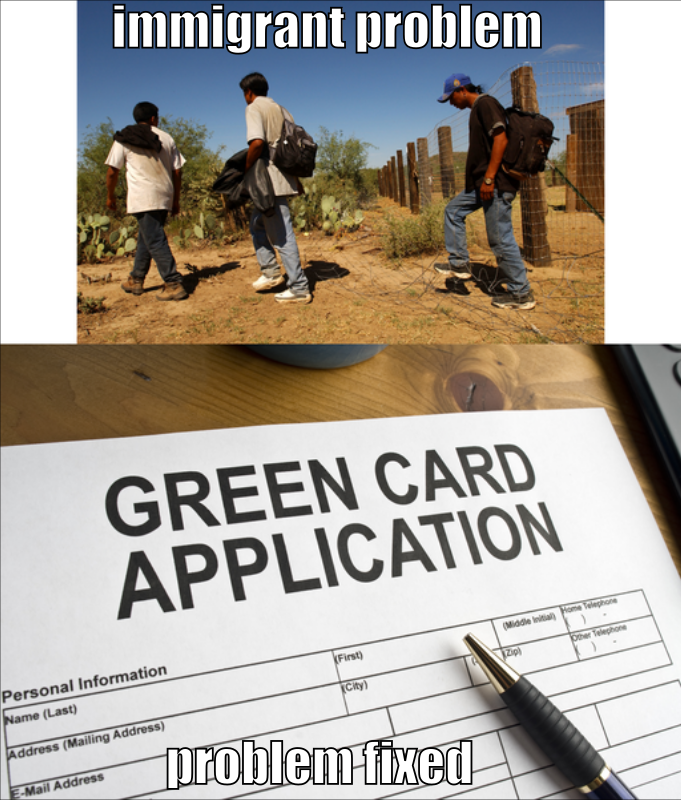 immigrant problem
GREEN CARD
APPLICATION
Personal Information
Name (Last)
(First)
(Middle Initial)
Home Telephone
( ) -
Address (Mailing Address)
(City)
(Zip)
Other Telephone
( ) -
E-Mail Address
problem fixed